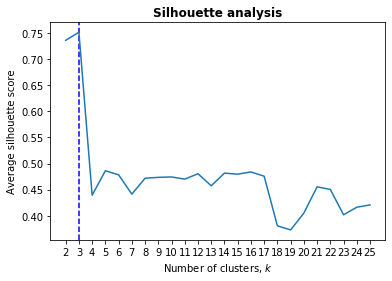 Silhouette analysis
Average silhouette score
0.75
0.70
0.65
0.60
0.55
0.50
0.45
0.40
2 3 4 5 6 7 8 9 10 11 12 13 14 15 16 17 18 19 20 21 22 23 24 25
Number of clusters, k